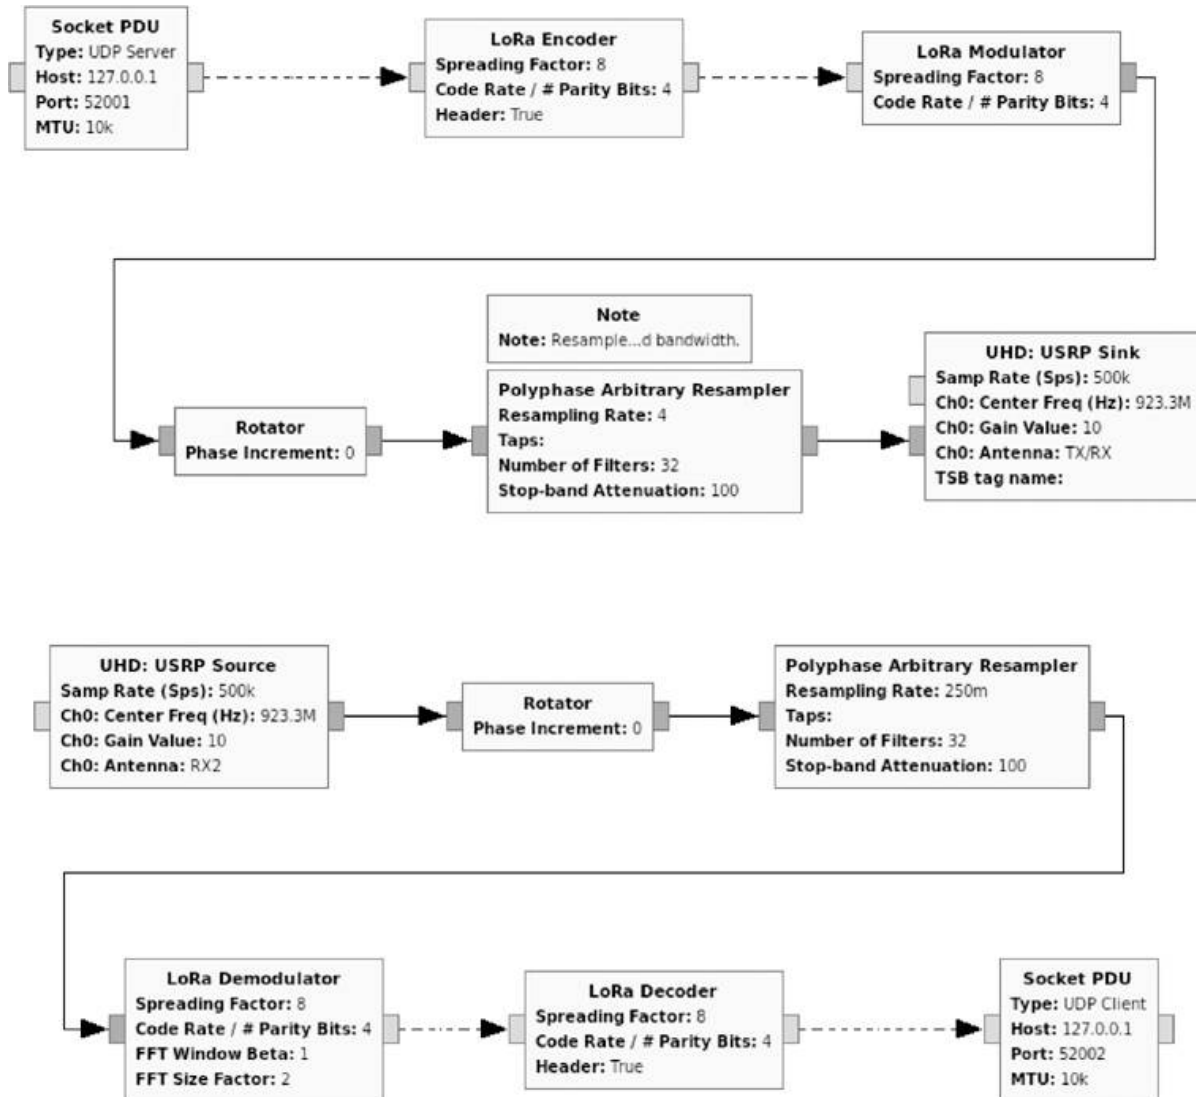 Socket PDU
Type: UDP Server
Host: 127.0.0.1
Port: 52001
MTU: 10k
LoRa Encoder
Spreading Factor: 8
Code Rate / # Parity Bits: 4
Header: True
LoRa Modulator
Spreading Factor: 8
Code Rate / # Parity Bits: 4
Note
Note: Resample...d bandwidth.
Rotator
Phase Increment: 0
Polyphase Arbitrary Resampler
Resampling Rate: 4
Taps:
Number of Filters: 32
Stop-band Attenuation: 100
UHD: USRP Sink
Samp Rate (Sps): 500k
Ch0: Center Freq (Hz): 923.3M
Ch0: Gain Value: 10
Ch0: Antenna: TX/RX
TSB tag name:
UHD: USRP Source
Samp Rate (Sps): 500k
Ch0: Center Freq (Hz): 923.3M
Ch0: Gain Value: 10
Ch0: Antenna: RX2
Rotator
Phase Increment: 0
Polyphase Arbitrary Resampler
Resampling Rate: 250m
Taps:
Number of Filters: 32
Stop-band Attenuation: 100
LoRa Demodulator
Spreading Factor: 8
Code Rate / # Parity Bits: 4
FFT Window Beta: 1
FFT Size Factor: 2
LoRa Decoder
Spreading Factor: 8
Code Rate / # Parity Bits: 4
Header: True
Socket PDU
Type: UDP Client
Host: 127.0.0.1
Port: 52002
MTU: 10k